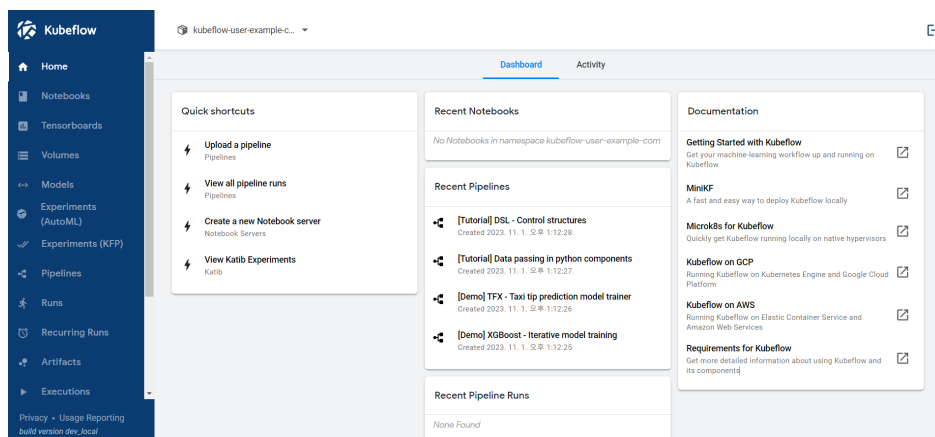 Kubeflow
kubeflow-user-example-c...
Home
Notebooks
Tensorboards
Volumes
Models
Experiments
(AutoML)
Experiments (KFP)
Pipelines
Runs
Recurring Runs
Artifacts
Executions
Privacy • Usage Reporting
build version dev_local
Dashboard
Activity
Quick shortcuts
Upload a pipeline
Pipelines
View all pipeline runs
Pipelines
Create a new Notebook server
Notebook Servers
View Katib Experiments
Katib
Recent Notebooks
No Notebooks in namespace kubeflow-user-example-com
Recent Pipelines
[Tutorial] DSL - Control structures
Created 2023. 11. 1. 오후 1:12:28
[Tutorial] Data passing in python components
Created 2023. 11. 1. 오후 1:12:27
[Demo] TFX - Taxi tip prediction model trainer
Created 2023. 11. 1. 오후 1:12:26
[Demo] XGBoost - Iterative model training
Created 2023. 11. 1. 오후 1:12:25
Recent Pipeline Runs
None Found
Documentation
Getting Started with Kubeflow
Get your machine-learning workflow up and running on
Kubeflow
MiniKF
A fast and easy way to deploy Kubeflow locally
Microk8s for Kubeflow
Quickly get Kubeflow running locally on native hypervisors
Kubeflow on GCP
Running Kubeflow on Kubernetes Engine and Google Cloud
Platform
Kubeflow on AWS
Running Kubeflow on Elastic Container Service and
Amazon Web Services
Requirements for Kubeflow
Get more detailed information about using Kubeflow and
its components